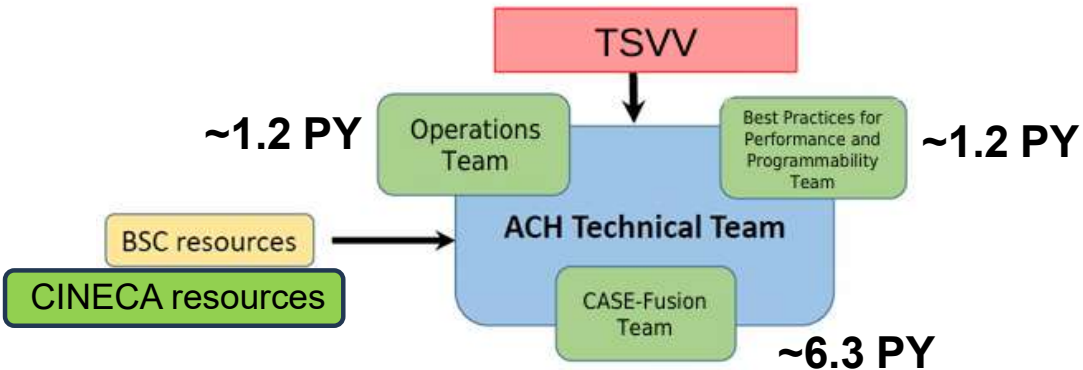 TSVV
~1.2 PY
Operations
Team
Best Practices for
Performance and
Programmability
Team
~1.2 PY
ACH Technical Team
BSC resources
CINECA resources
CASE-Fusion
Team
~6.3 PY